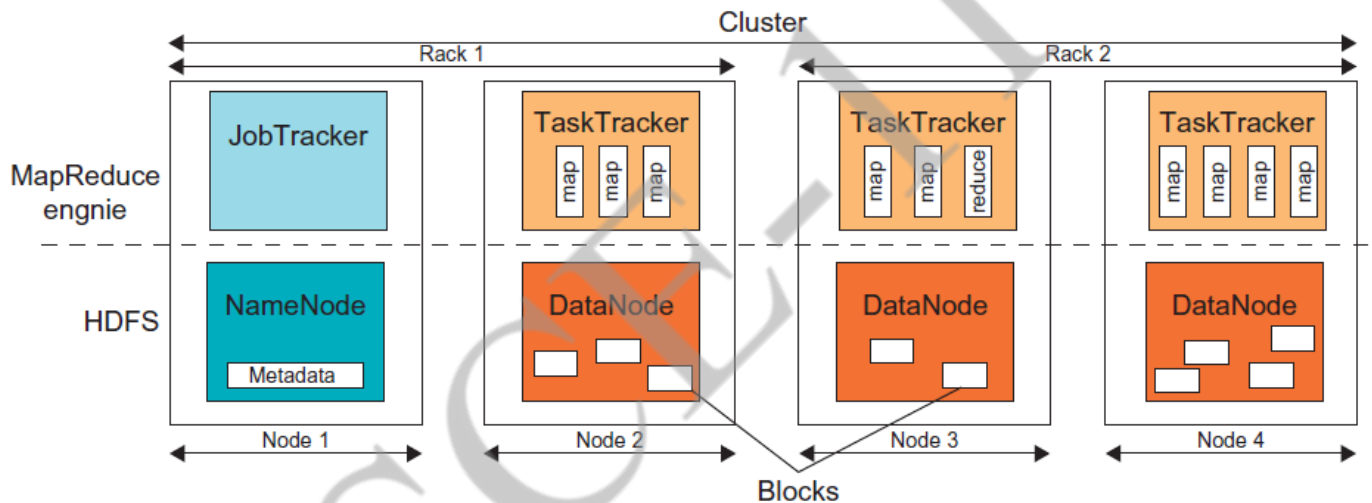 Cluster
Rack 1
Rack 2
JobTracker
TaskTracker
TaskTracker
TaskTracker
map
map
map
map
map
reduce
map
map
map
map
MapReduce
engnie
HDFS
NameNode
DataNode
DataNode
DataNode
Metadata
Node 1
Node 2
Node 3
Node 4
Blocks